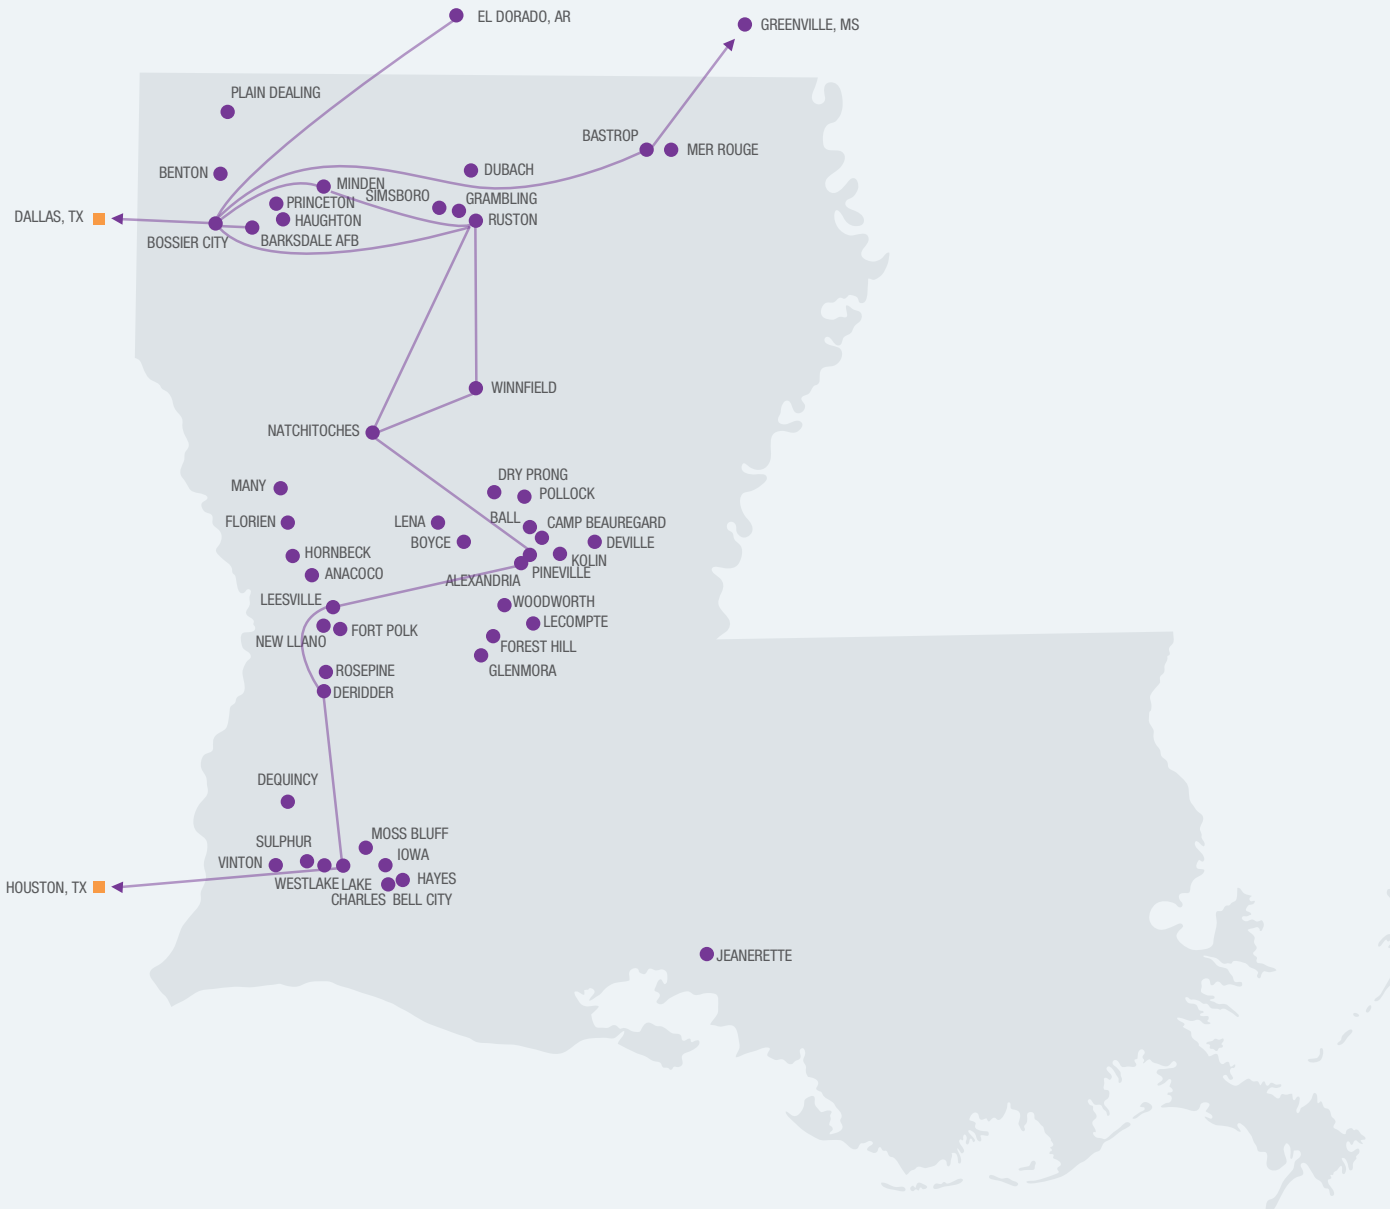 EL DORADO, AR
GREENVILLE, MS
PLAIN DEALING
BASTROP
MER ROUGE
BENTON
DUBACH
MINDEN
SIMSBORO
GRAMBLING
PRINCETON
DALLAS, TX
HAUGHTON
RUSTON
BOSSIER CITY
BARKSDALE AFB
WINNFIELD
NATCHITOCHES
DRY PRONG
MANY
POLLOCK
FLORIEN
LENA
BALL
CAMP BEAUREGARD
BOYCE
DEVILLE
HORNBECK
KOLIN
ANACOCO
ALEXANDRIA
PINEVILLE
LEESVILLE
WOODWORTH
LECOMPTE
NEW LLANO
FORT POLK
FOREST HILL
ROSEPINE
GLENMORA
DERIDDER
DEQUINCY
SULPHUR
MOSS BLUFF
VINTON
IOWA
HOUSTON, TX
WESTLAKE
LAKE
CHARLES
HAYES
BELL CITY
JEANERETTE